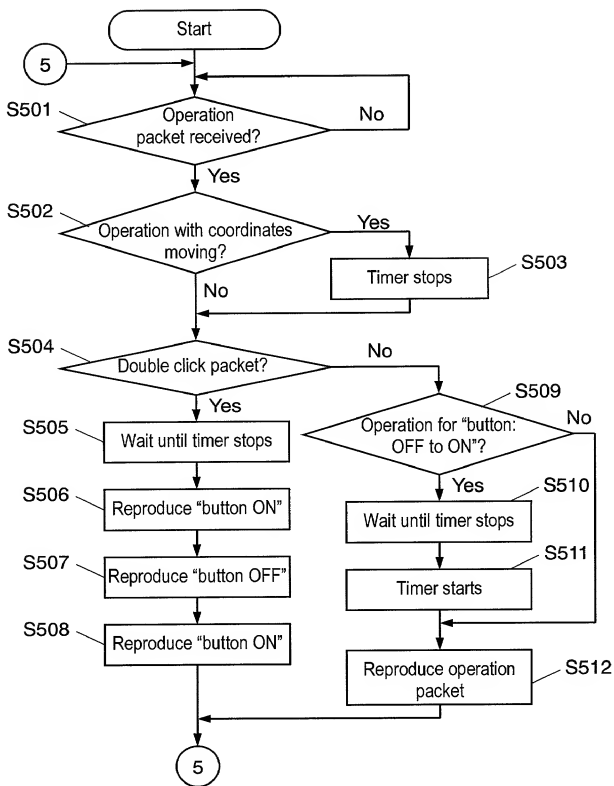 Start
5
S501
Operation
packet received?
No
Yes
S502
Operation with coordinates
moving?
Yes
S503
Timer stops
No
S504
Double click packet?
No
Yes
S509
Operation for “button:
OFF to ON”?
No
S505
Wait until timer stops
Yes
S510
Wait until timer stops
S506
Reproduce “button ON”
S511
Timer starts
S507
Reproduce “button OFF”
S508
Reproduce “button ON”
Reproduce operation
packet
S512
5